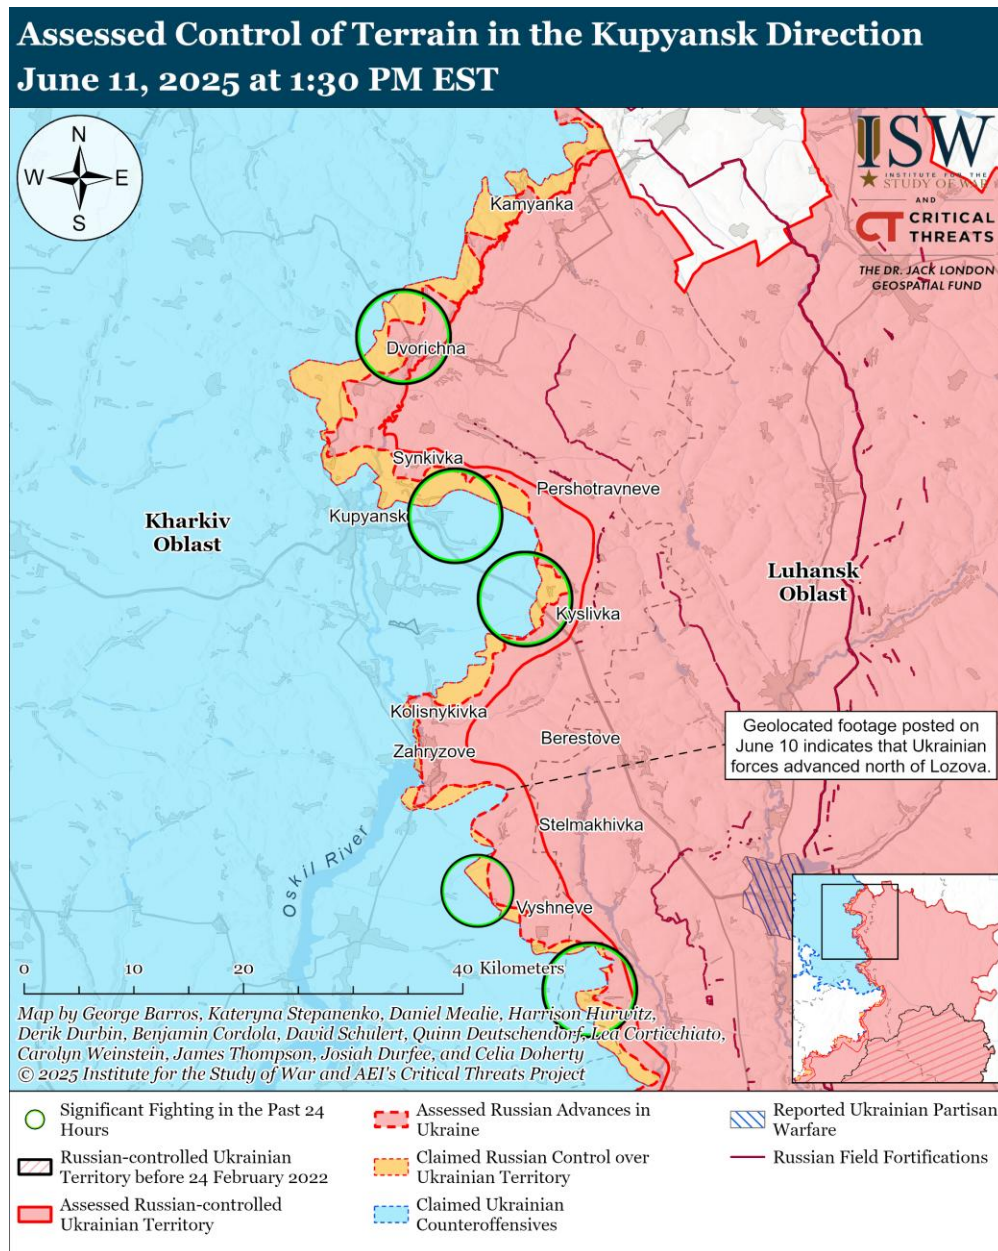 Assessed Control of Terrain in the Kupyansk Direction
June 11, 2025 at 1:30 PM EST
N
W
E
S
ISW
INSTITUTE FOR THE
STUDY OF WAR
AND
CT CRITICAL
THREATS
THE DR. JACK LONDON
GEOSPATIAL FUND
Kamyanka
Dvorichna
Synkivka
Pershotravneve
Kupyansk
Kharkiv
Oblast
Luhansk
Oblast
Kyslivka
Kolisnykivka
Zahryzove
Berestove
Geolocated footage posted on
June 10 indicates that Ukrainian
forces advanced north of Lozova.
Stelmakhivka
Oskil River
Vyshneve
0 10 20 40 Kilometers
Map by George Barros, Kateryna Stepanenko, Daniel Mealie, Harrison Hurwitz,
Derik Durbin, Benjamin Cordola, David Schulert, Quinn Deutschendorf, Lea Corticchiato,
Carolyn Weinstein, James Thompson, Josiah Durfee, and Celia Doherty
© 2025 Institute for the Study of War and AEI's Critical Threats Project
Significant Fighting in the Past 24
Hours
Russian-controlled Ukrainian
Territory before 24 February 2022
Assessed Russian-controlled
Ukrainian Territory
Assessed Russian Advances in
Ukraine
Claimed Russian Control over
Ukrainian Territory
Claimed Ukrainian
Counteroffensives
Reported Ukrainian Partisan
Warfare
Russian Field Fortifications